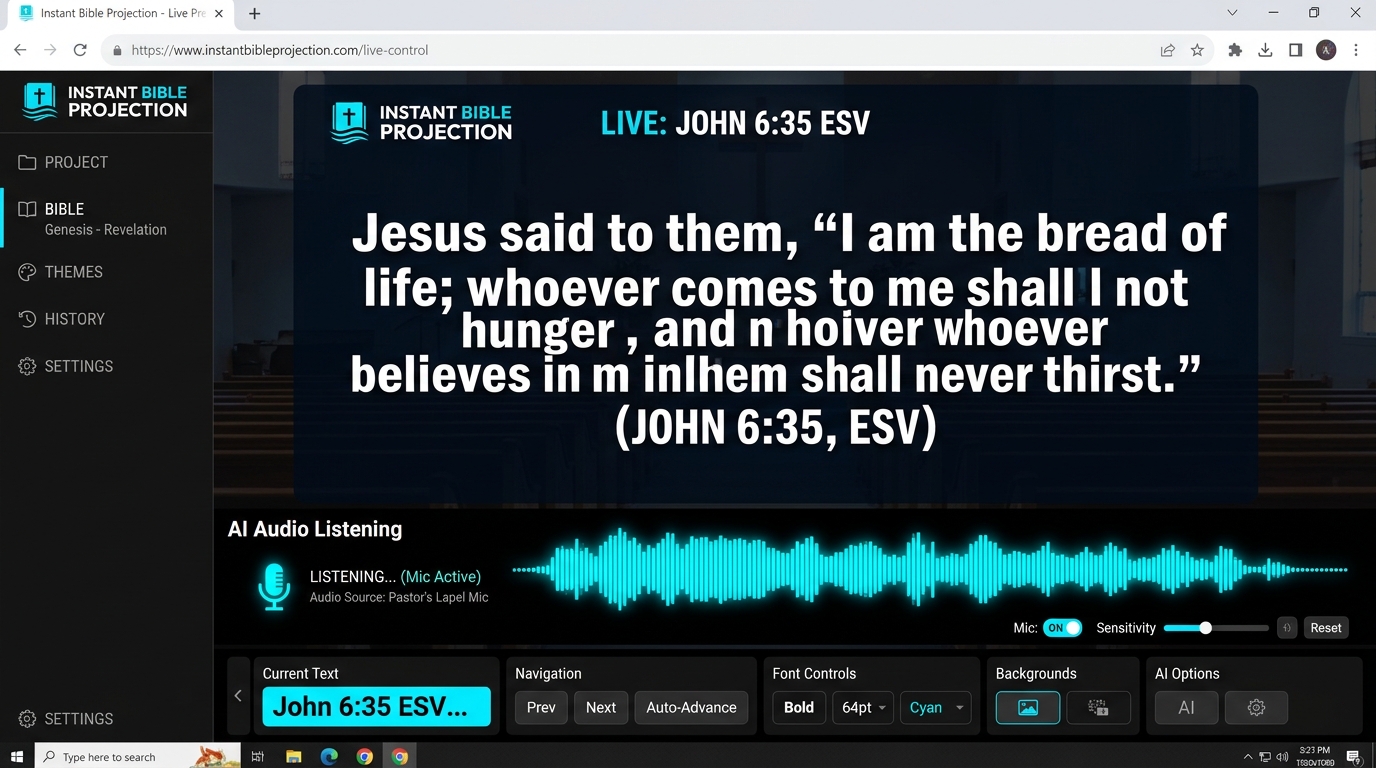 Instant Bible Projection - Live Pre
https://www.instantbibleprojection.com/live-control
INSTANT BIBLE
PROJECTION
PROJECT
BIBLE
Genesis - Revelation
THEMES
HISTORY
SETTINGS
SETTINGS
INSTANT BIBLE
PROJECTION
LIVE: JOHN 6:35 ESV
Jesus said to them, “I am the bread of
life; whoever comes to me shall l not
hunger , and n hoiver whoever
believes in m inlhem shall never thirst.”
(JOHN 6:35, ESV)
AI Audio Listening
LISTENING... (Mic Active)
Audio Source: Pastor's Lapel Mic
Mic: ON Sensitivity Reset
Current Text
John 6:35 ESV...
Navigation
Prev Next Auto-Advance
Font Controls
Bold 64pt Cyan
Backgrounds
AI Options
AI
Type here to search
3:23 PM